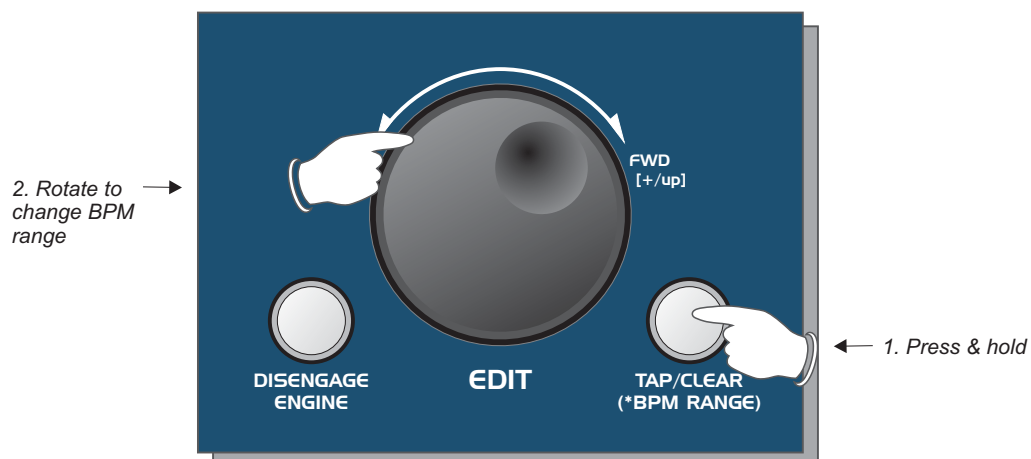 FWD
[+/up]
2. Rotate to
change BPM
range
1. Press & hold
DISENGAGE
ENGINE
EDIT
TAP/CLEAR
(*BPM RANGE)